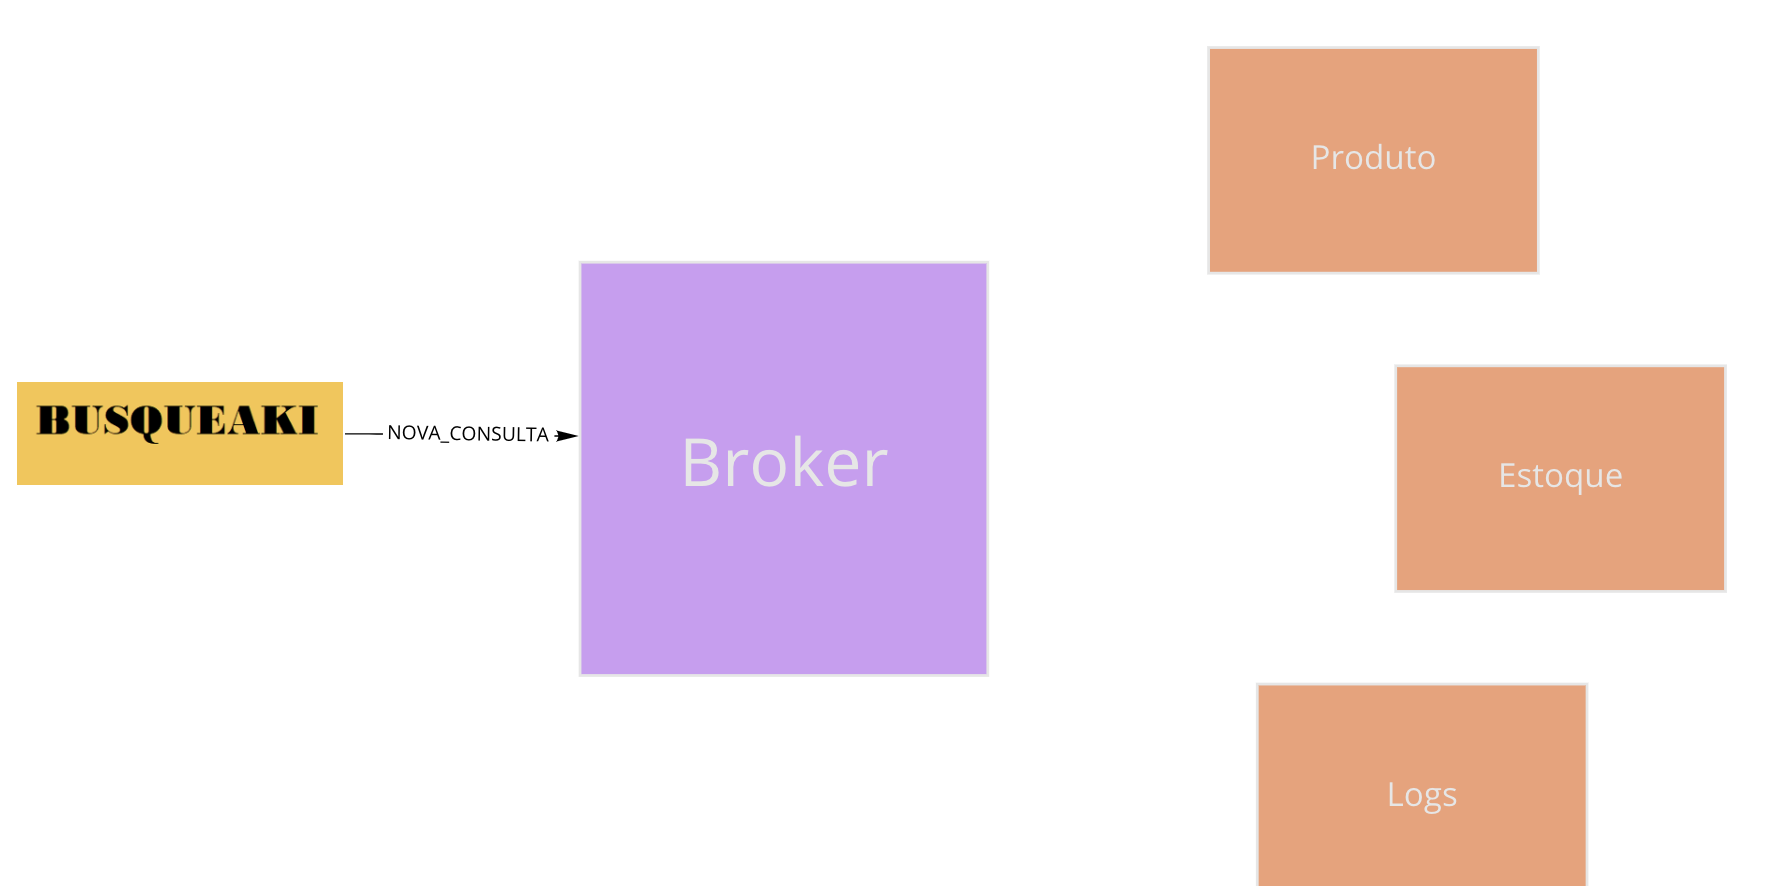 BUSQUEAKI
NOVA_CONSULTA
Broker
Produto
Estoque
Logs